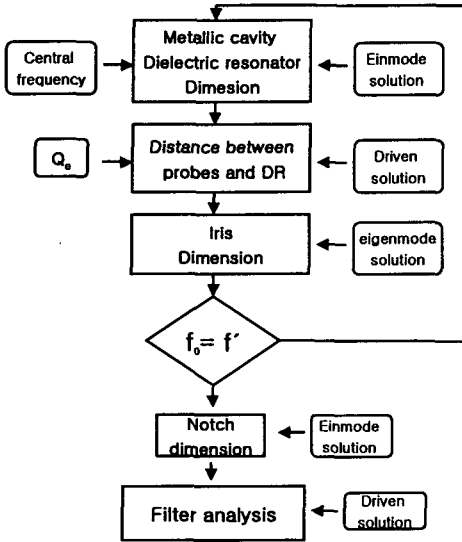 Metallic cavity
Dielectric resonator
Dimesion
Central
frequency
Einmode
solution
Distance between
probes and DR
Qe
Driven
solution
Iris
Dimension
eigenmode
solution
f₀= f′
Notch
dimension
Einmode
solution
Filter analysis
Driven
solution